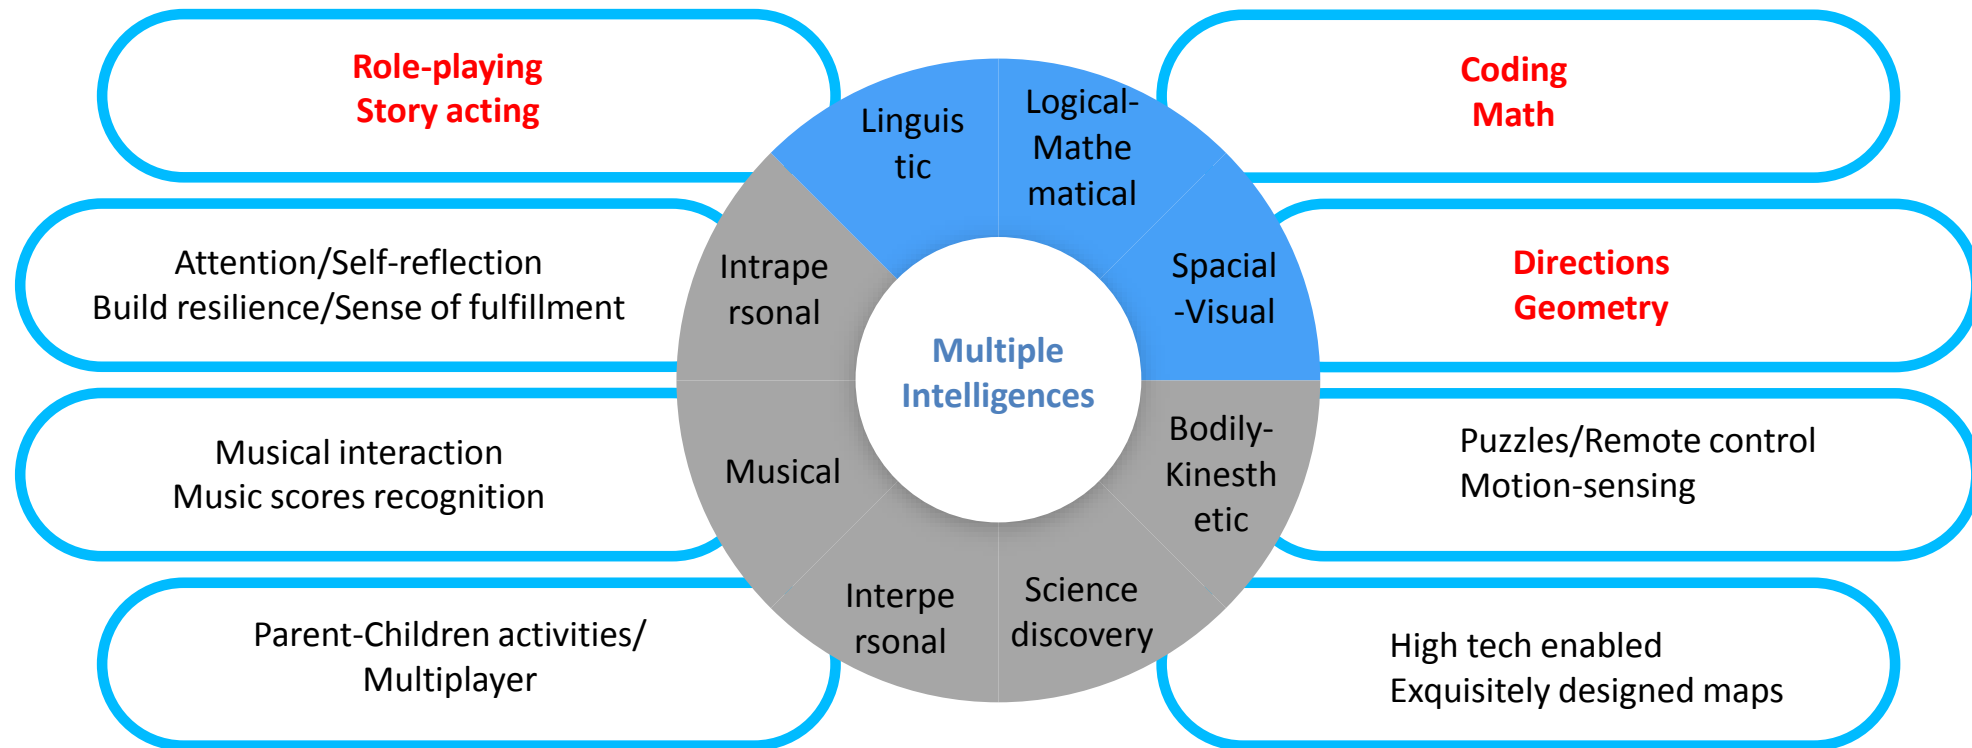 Role-playing
Story acting
Coding
Math
Linguis
tic
Logical-
Mathe
matical
Attention/Self-reflection
Build resilience/Sense of fulfillment
Intrape
rsonal
Spacial
-Visual
Directions
Geometry
Multiple
Intelligences
Musical interaction
Music scores recognition
Musical
Bodily-
Kinesth
etic
Puzzles/Remote control
Motion-sensing
Parent-Children activities/
Multiplayer
Interpe
rsonal
Science
discovery
High tech enabled
Exquisitely designed maps